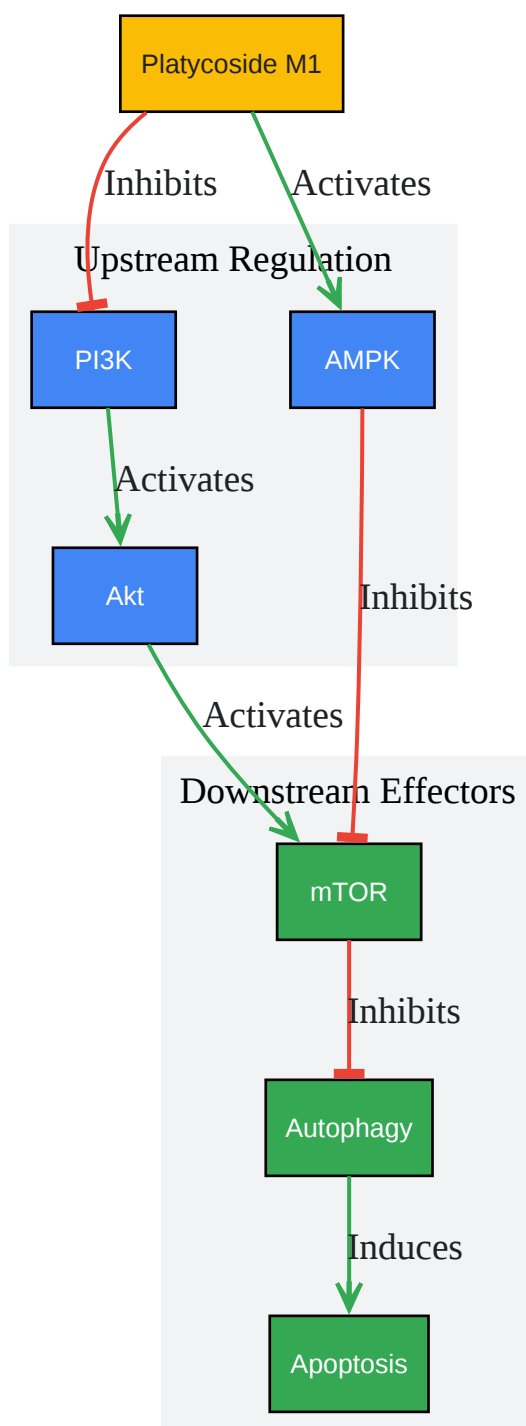 Platycoside M1
Inhibits
Activates
Upstream Regulation
PI3K
AMPK
Activates
Akt
Inhibits
Activates
Downstream Effectors
mTOR
Inhibits
Autophagy
Induces
Apoptosis